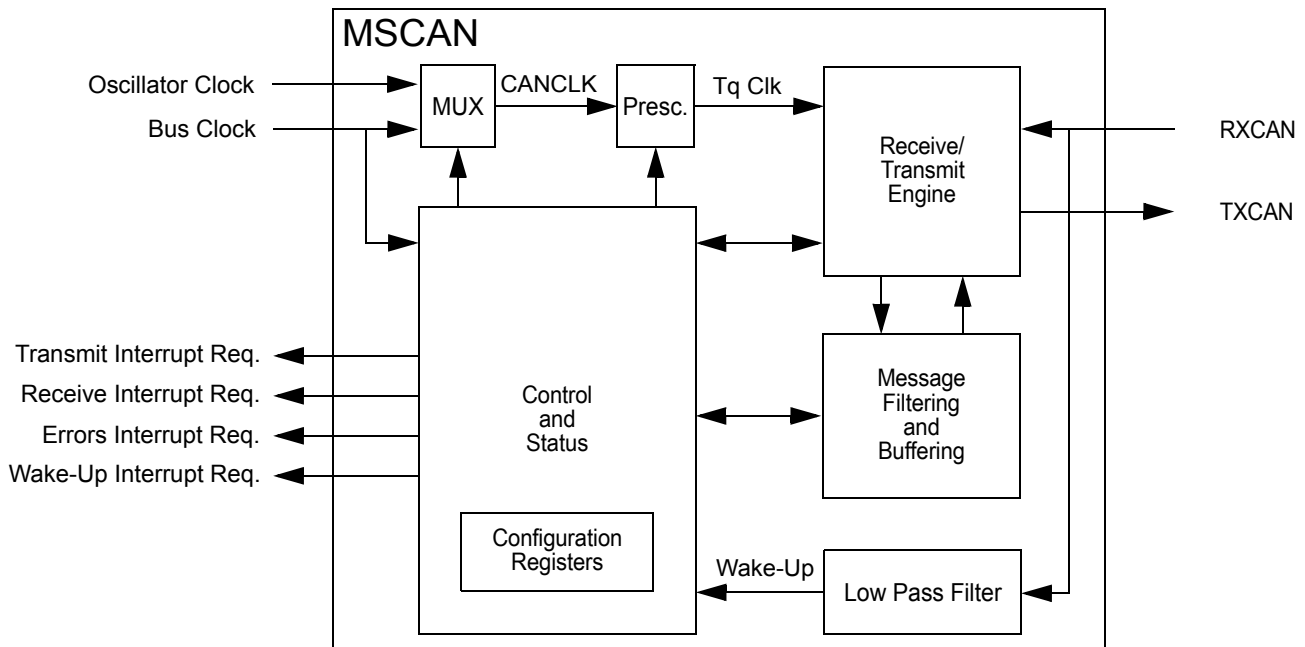 MSCAN
Oscillator Clock
MUX
CANCLK
Presc.
Tq Clk
Bus Clock
Receive/
Transmit
Engine
RXCAN
TXCAN
Transmit Interrupt Req.
Receive Interrupt Req.
Errors Interrupt Req.
Wake-Up Interrupt Req.
Control
and
Status
Message
Filtering
and
Buffering
Configuration
Registers
Wake-Up
Low Pass Filter